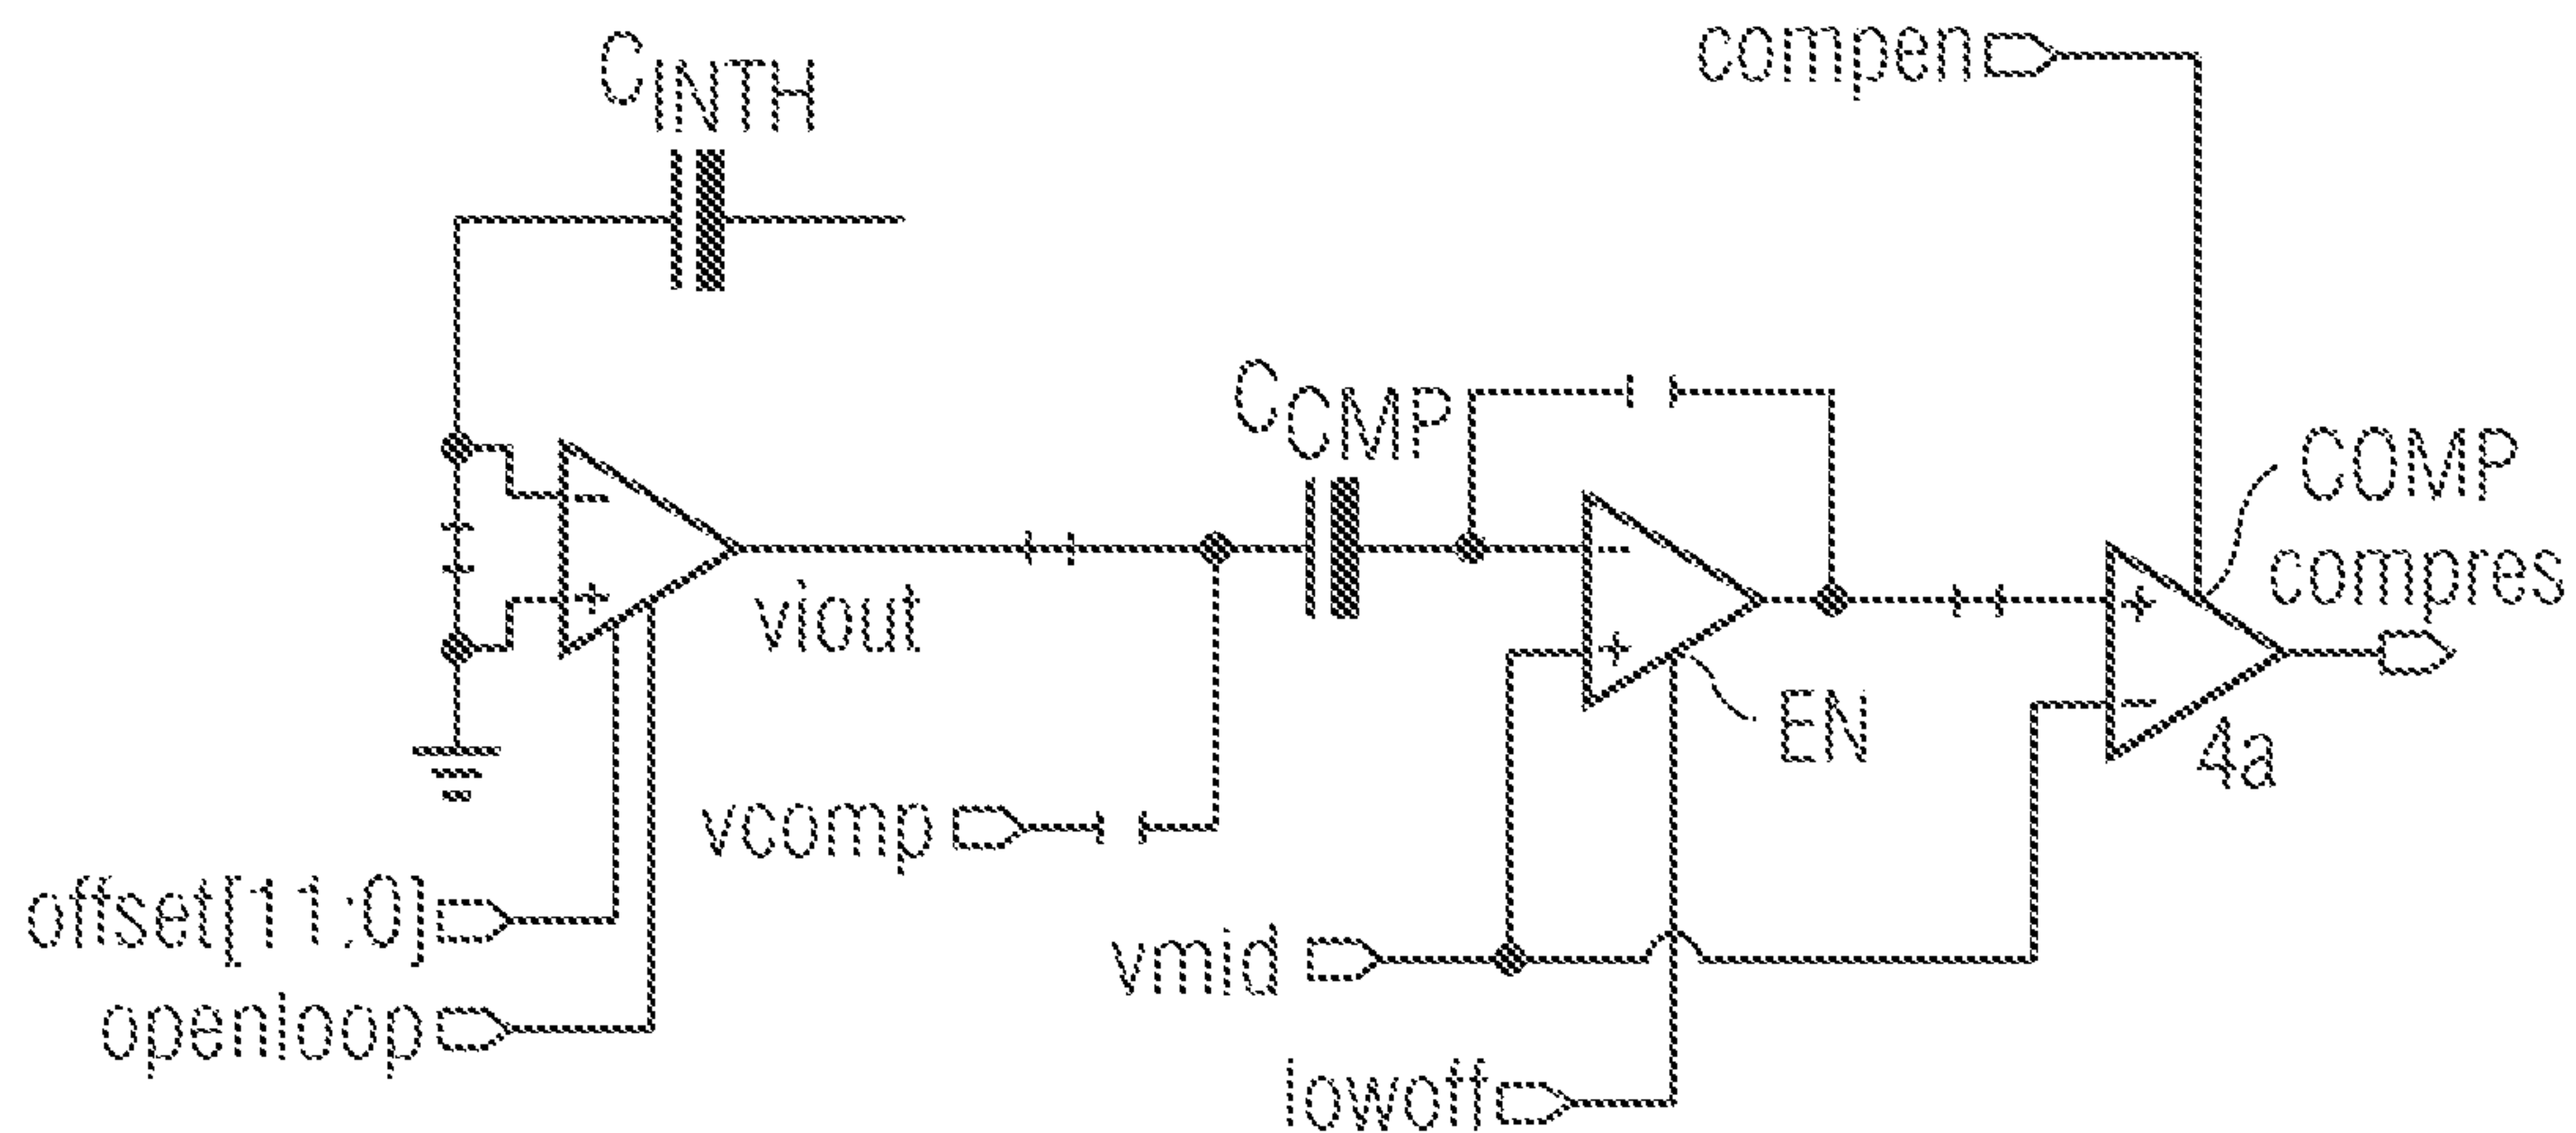 CINTH
compen
CCMP
COMP
compres
viout
4a
EN
vcomp
offset[11:0]
vmid
openloop
lowoff